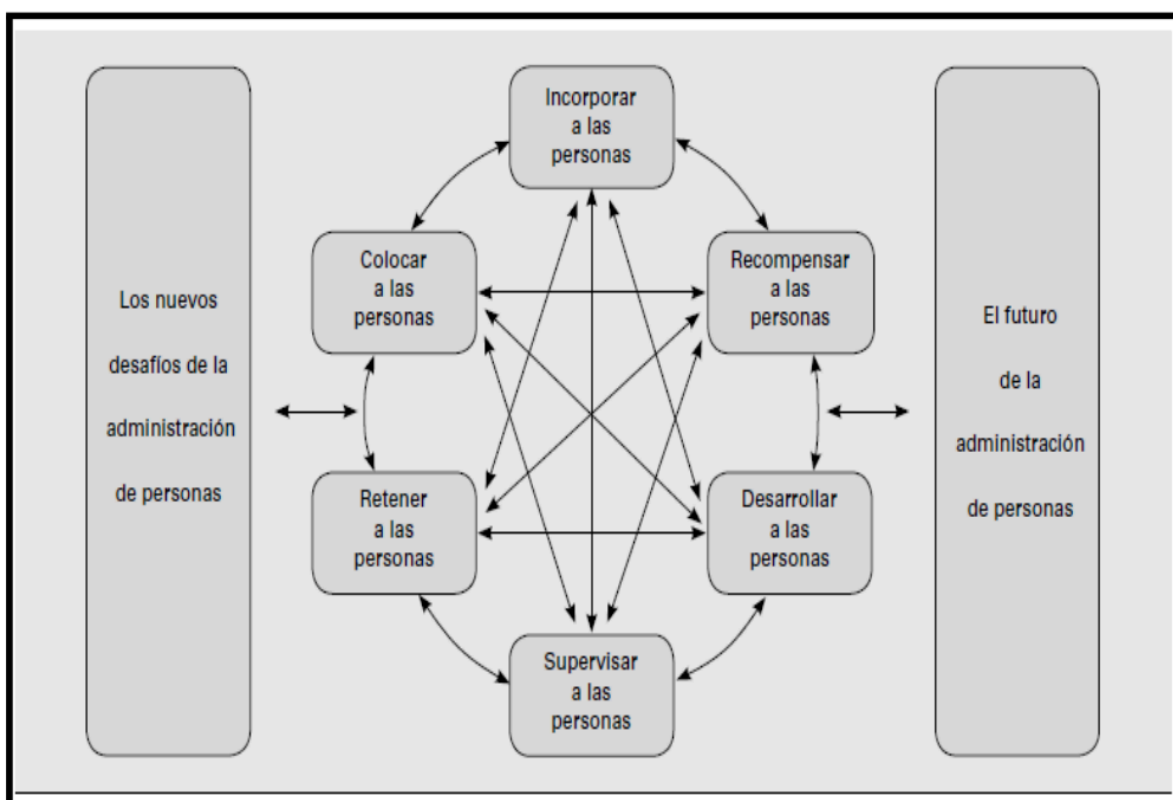 Los nuevos
desafíos de la
administración
de personas
Incorporar
a las
personas
Colocar
a las
personas
Recompensar
a las
personas
Retener
a las
personas
Desarrollar
a las
personas
Supervisar
a las
personas
El futuro
de la
administración
de personas